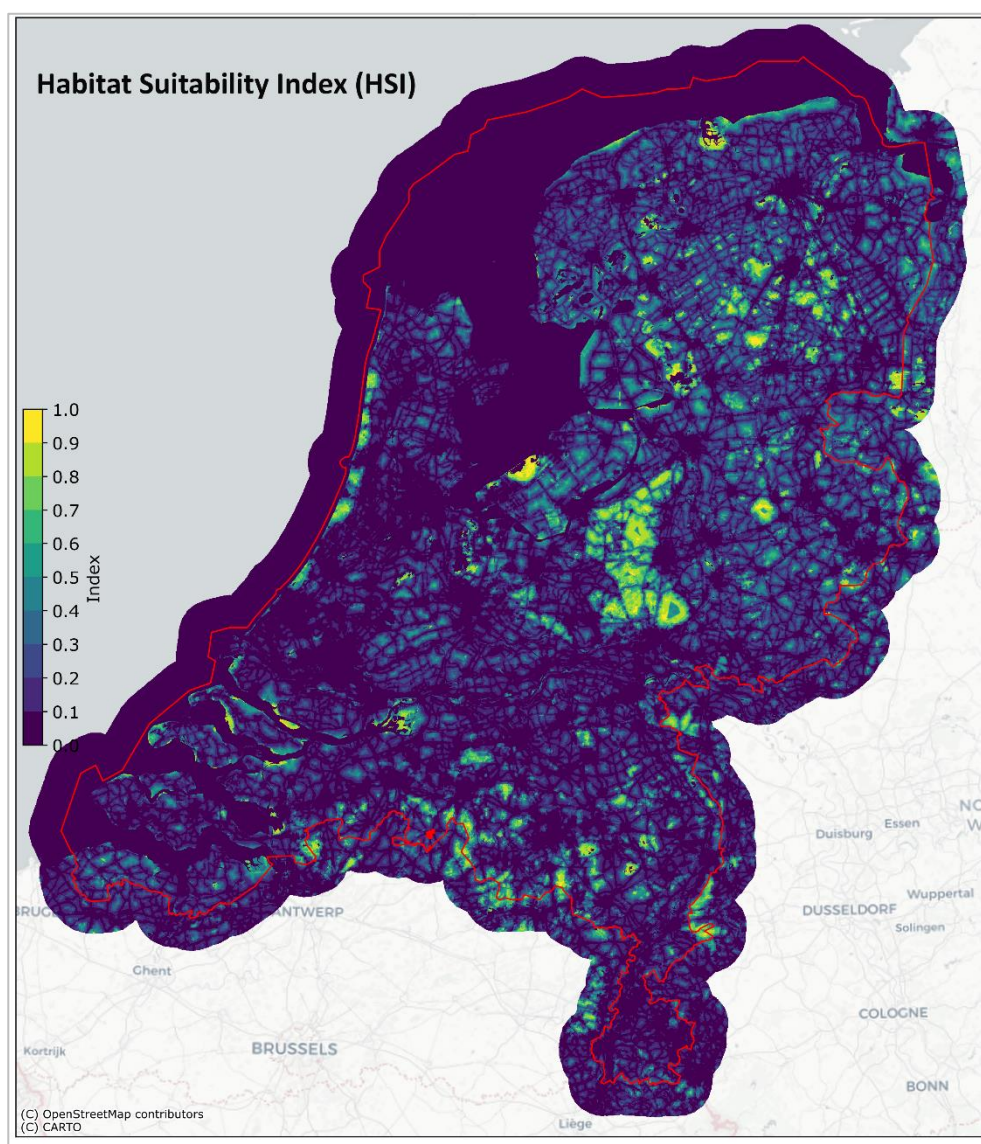 Habitat Suitability Index (HSI)
1.0
0.9
0.8
0.7
0.6
0.5
0.4
0.3
0.2
0.1
0.0
Index
NO
W
Essen
Duisburg
Wuppertal
DUSSELDORF
Solingen
BRUG
ANTWERP
Ghent
COLOGNE
Kortrijk
BRUSSELS
BONN
Liège
(C) OpenStreetMap contributors
(C) CARTO